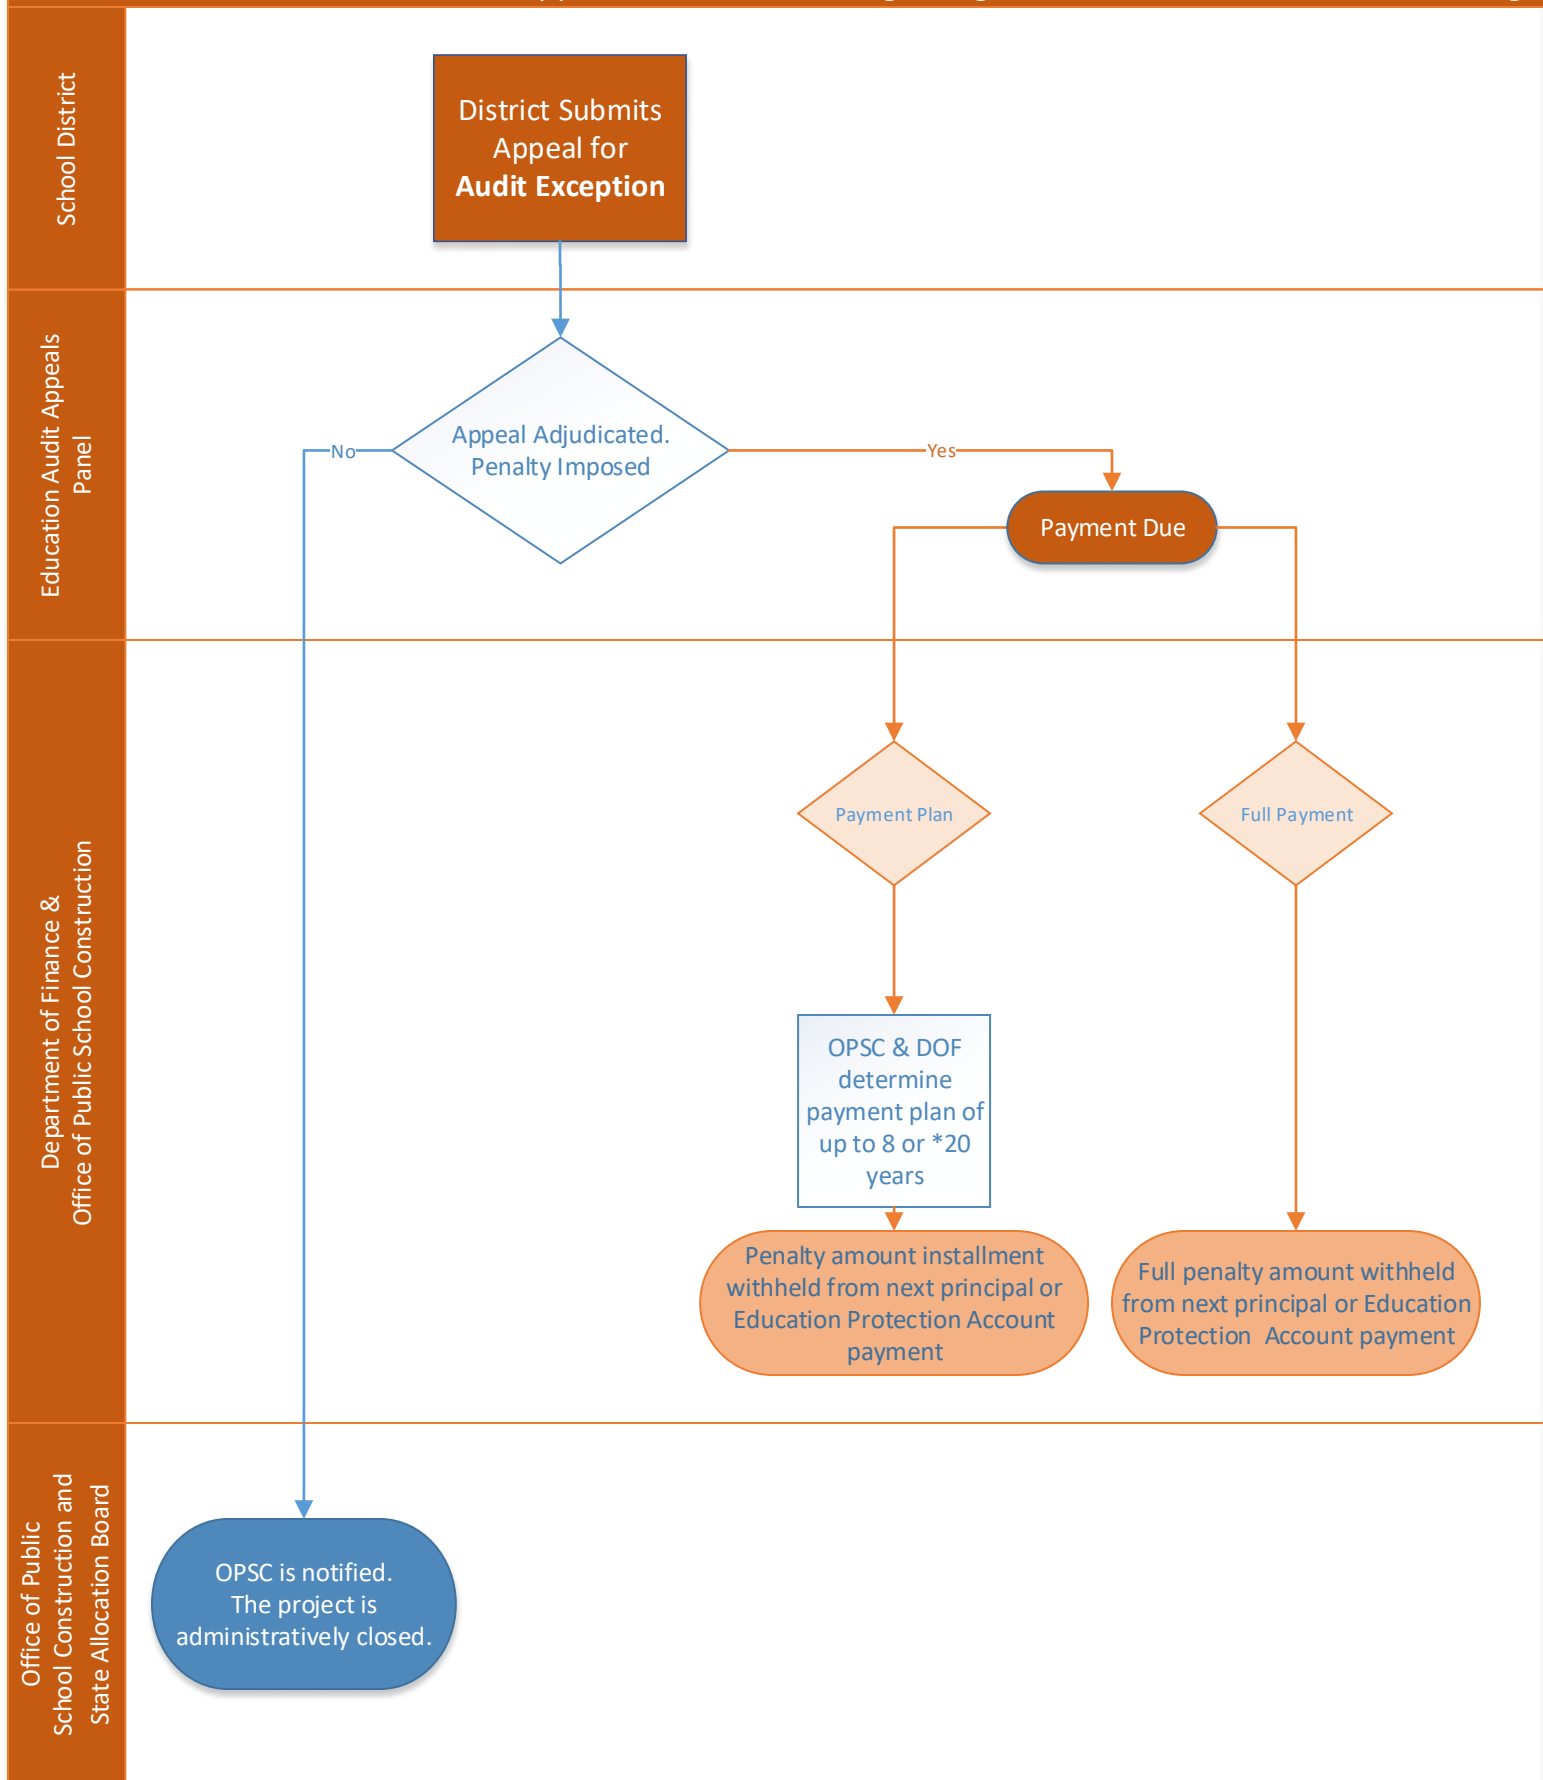 School District
District Submits
Appeal for
Audit Exception
Education Audit Appeals
Panel
Appeal Adjudicated.
Penalty Imposed
No
Yes
Payment Due
Department of Finance &
Office of Public School Construction
Payment Plan
Full Payment
OPSC & DOF
determine
payment plan of
up to 8 or *20
years
Penalty amount installment
withheld from next principal or
Education Protection Account
payment
Full penalty amount withheld
from next principal or Education
Protection  Account payment
Office of Public
School Construction and
State Allocation Board
OPSC is notified.
The project is
administratively closed.